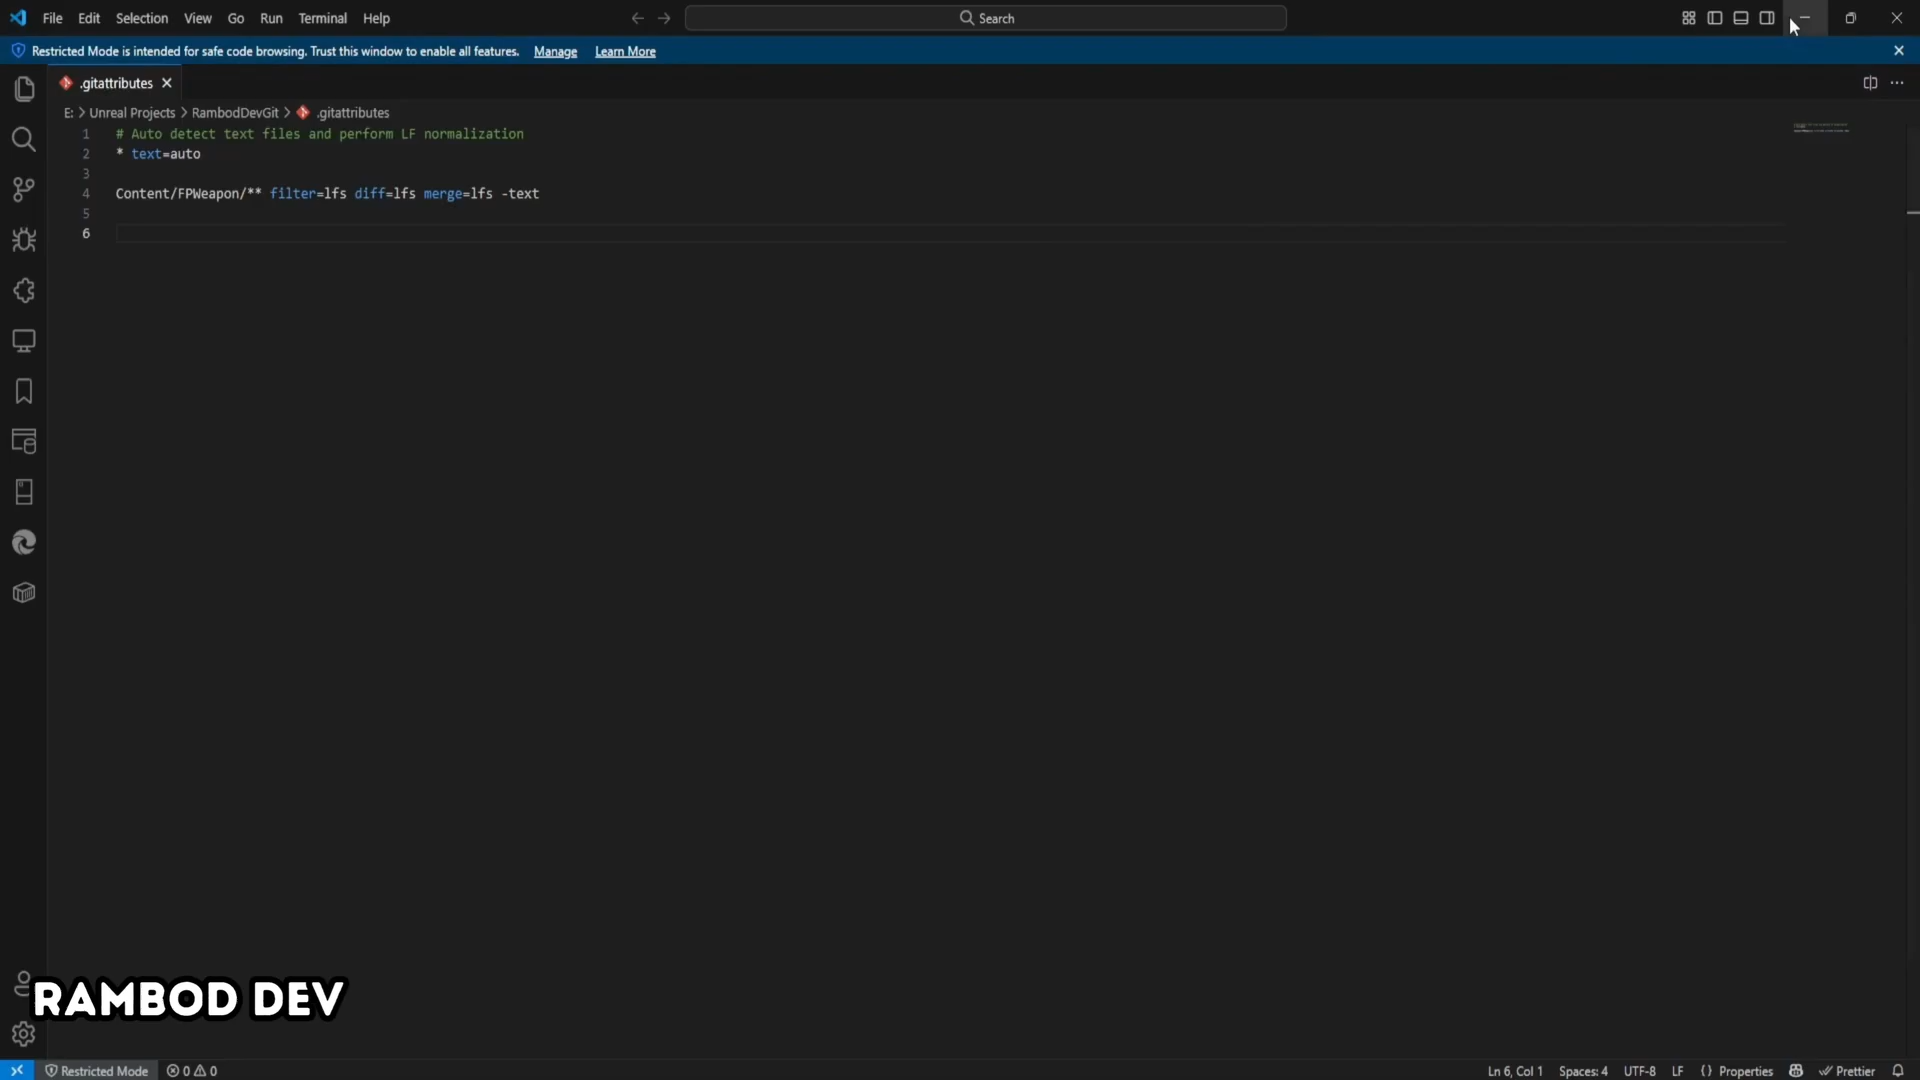 File Edit Selection View Go Run Terminal Help
Search
Restricted Mode is intended for safe code browsing. Trust this window to enable all features. Manage Learn More
.gitattributes
E: > Unreal Projects > RambodDevGit > .gitattributes
1 # Auto detect text files and perform LF normalization
2 * text=auto
3
4 Content/FPWeapon/** filter=lfs diff=lfs merge=lfs -text
5
6
RAMBOD DEV
Restricted Mode 0 0 Ln 6, Col 1 Spaces: 4 UTF-8 LF {} Properties Prettier